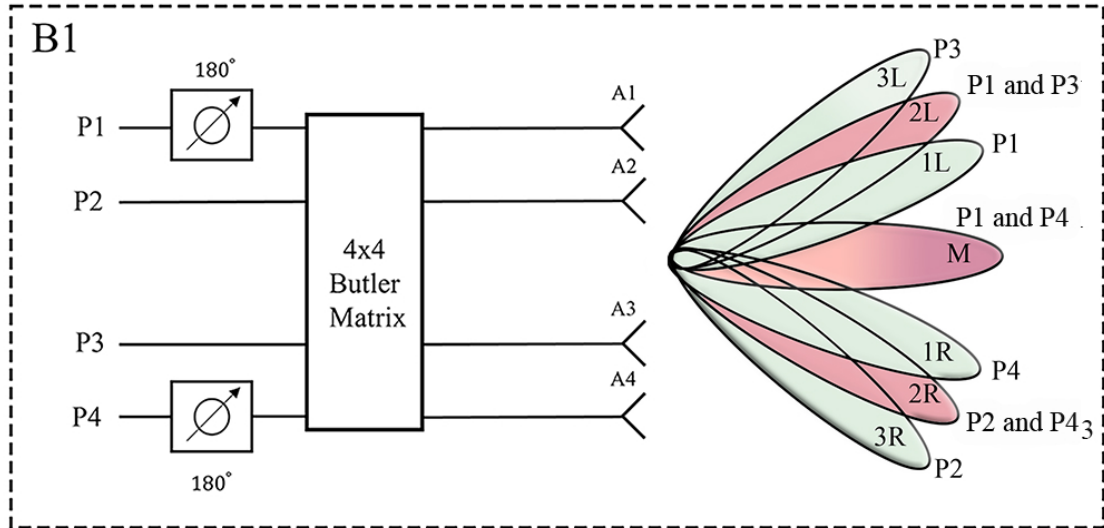 B1
180°
P1
P2
P3
P4
180°
4x4
Butler
Matrix
A1
A2
A3
A4
P3
3L
P1 and P3
2L
P1
1L
P1 and P4
M
1R
P4
2R
P2 and P4 3
3R
P2